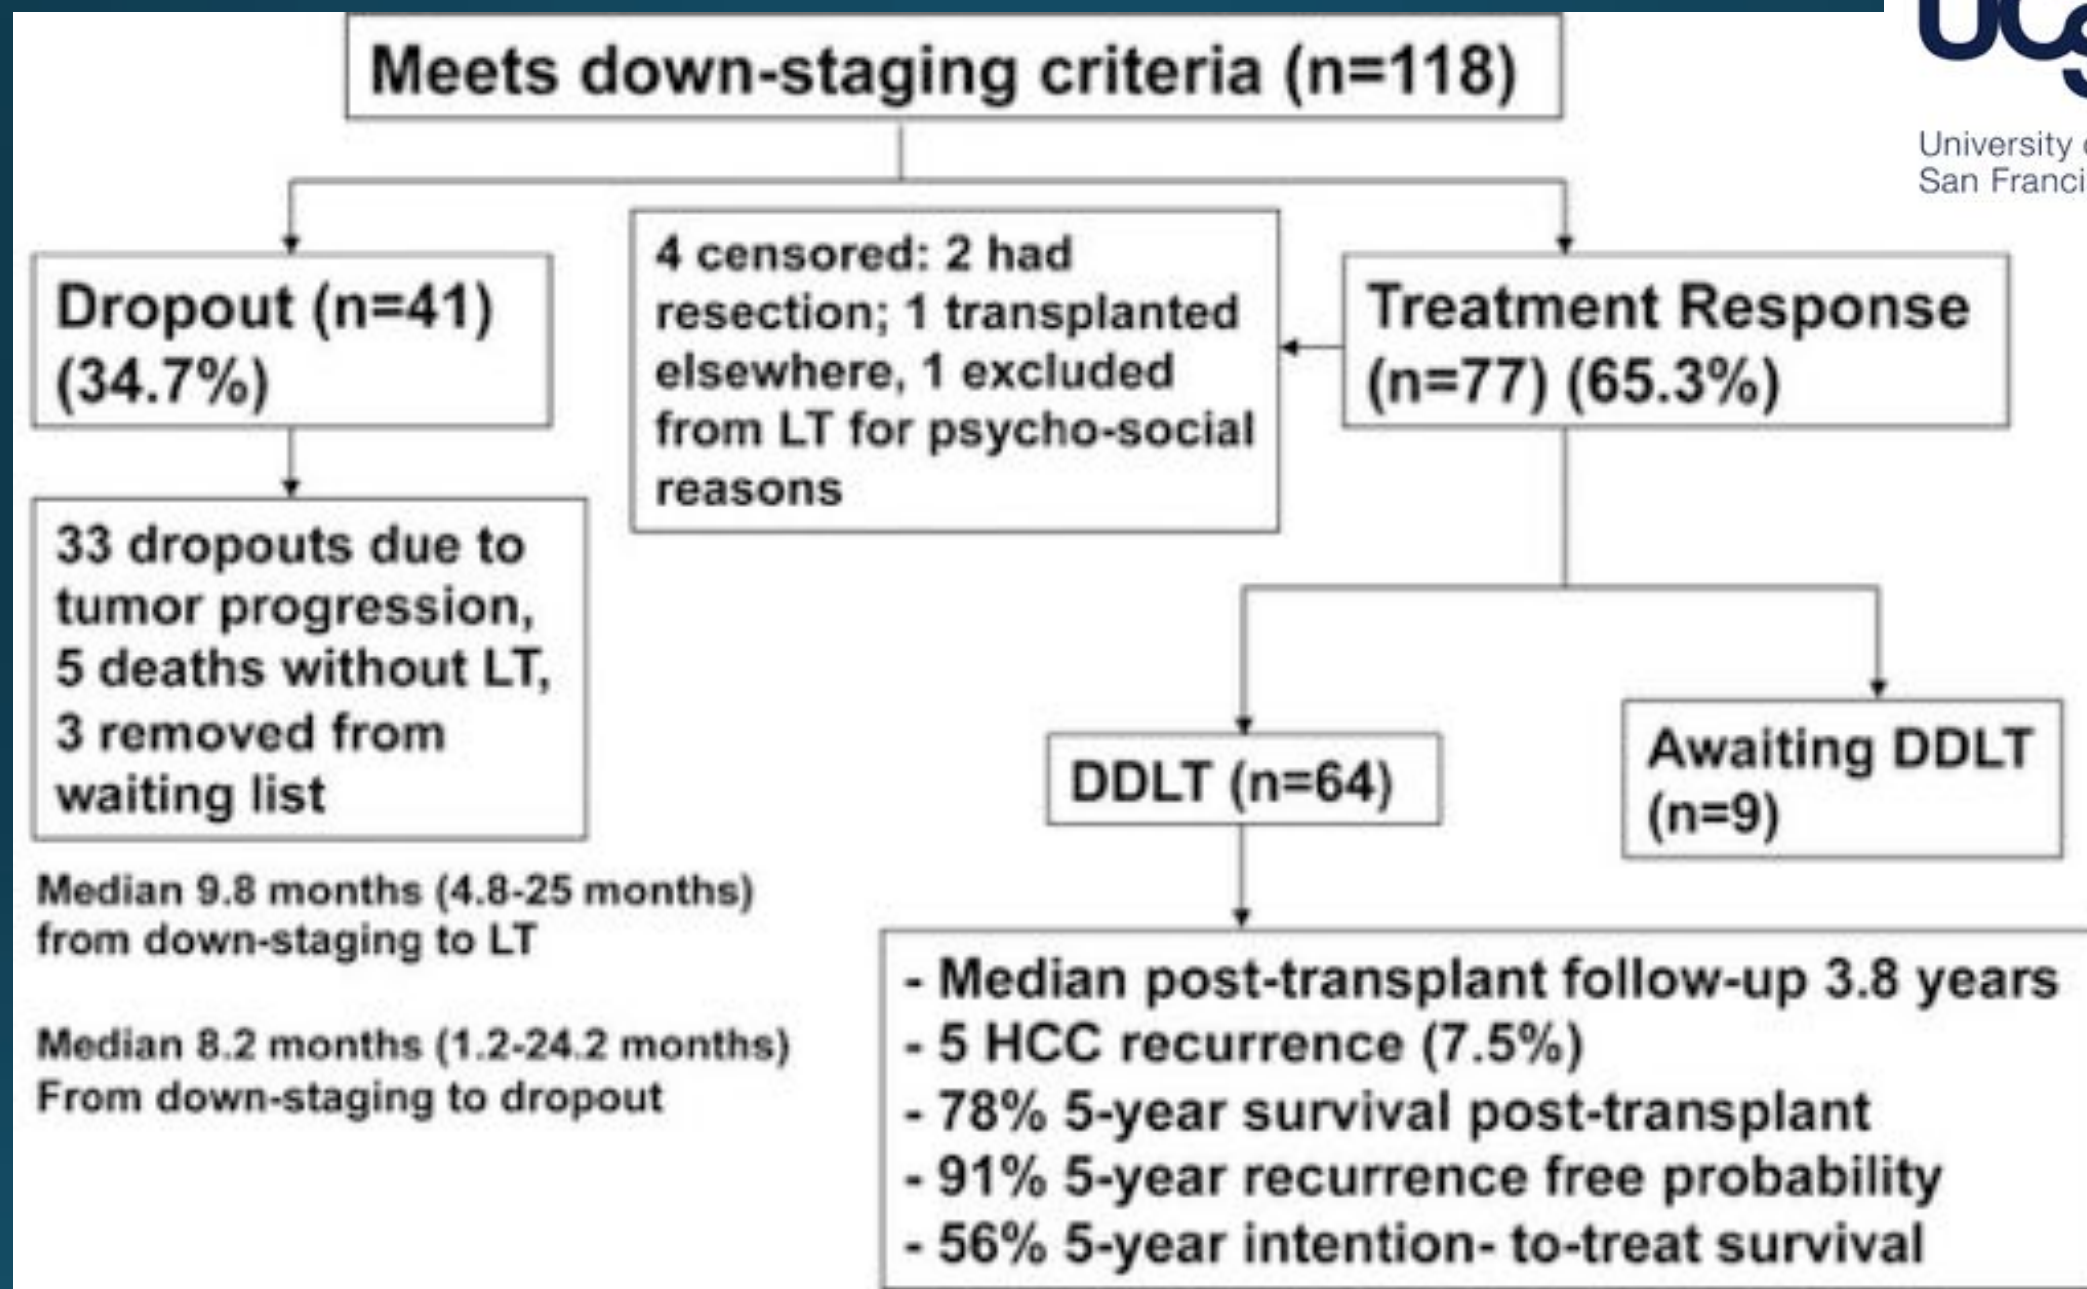 Meets down-staging criteria (n=118)
University
San Franci
Dropout (n=41)
(34.7%)
4 censored: 2 had
resection; 1 transplanted
elsewhere, 1 excluded
from LT for psycho-social
reasons
Treatment Response
(n=77) (65.3%)
33 dropouts due to
tumor progression,
5 deaths without LT,
3 removed from
waiting list
DDLT (n=64)
Awaiting DDLT
(n=9)
Median 9.8 months (4.8-25 months)
from down-staging to LT
Median 8.2 months (1.2-24.2 months)
From down-staging to dropout
- Median post-transplant follow-up 3.8 years
- 5 HCC recurrence (7.5%)
- 78% 5-year survival post-transplant
- 91% 5-year recurrence free probability
- 56% 5-year intention- to-treat survival